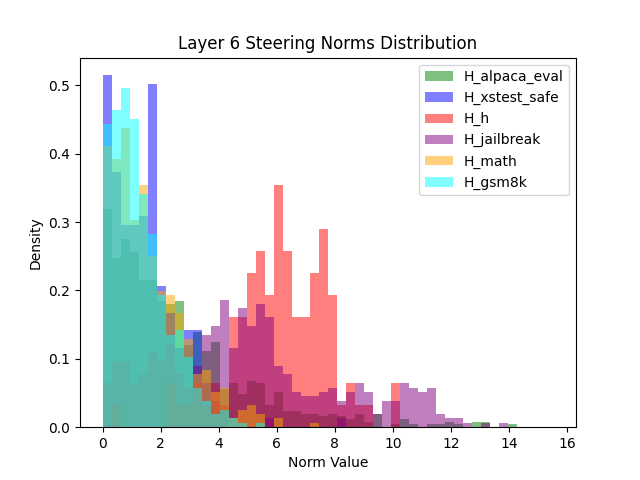 Layer 6 Steering Norms Distribution
H_alpaca_eval
H_xstest_safe
H_h
H_jailbreak
H_math
H_gsm8k
Density
0.5
0.4
0.3
0.2
0.1
0.0
0 2 4 6 8 10 12 14 16
Norm Value